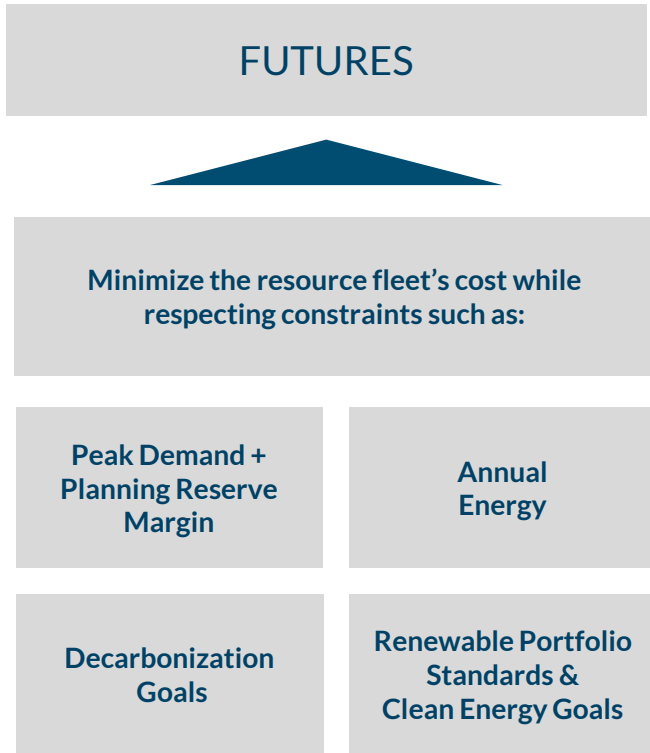 FUTURES
Minimize the resource fleet's cost while
respecting constraints such as:
Peak Demand +
Planning Reserve
Margin
Annual
Energy
Decarbonization
Goals
Renewable Portfolio
Standards &
Clean Energy Goals